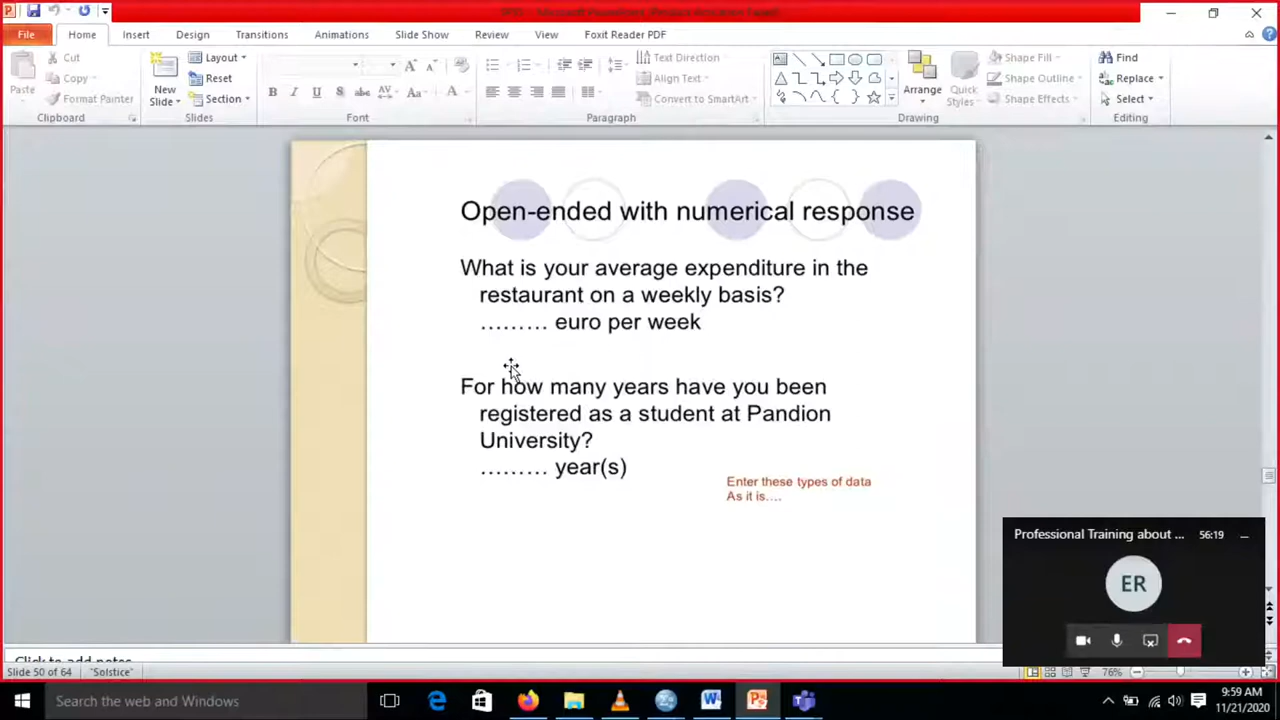 File
Home
Insert
Design
Transitions
Animations
Slide Show
Review
View
Foxit Reader PDF
Paste
Cut
Copy
Format Painter
Clipboard
New
Slide
Layout
Reset
Section
Slides
Font
Text Direction
Align Text
Convert to SmartArt
Paragraph
Arrange
Quick
Styles
Shape Fill
Shape Outline
Shape Effects
Drawing
Find
Replace
Select
Editing
Open-ended with numerical response
What is your average expenditure in the
restaurant on a weekly basis?
……… euro per week
For how many years have you been
registered as a student at Pandion
University?
……… year(s)
Enter these types of data
As it is….
Professional Training about ...
56:19
ER
Click to add notes
Slide 50 of 64
"Solstice"
76%
Search the web and Windows
9:59 AM
11/21/2020